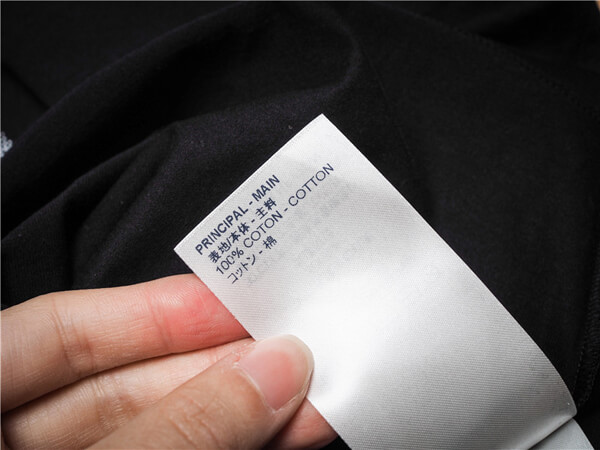 PRINCIPAL - MAIN
表地/本体 - 主料
100% COTON - COTTON
コットン - 棉